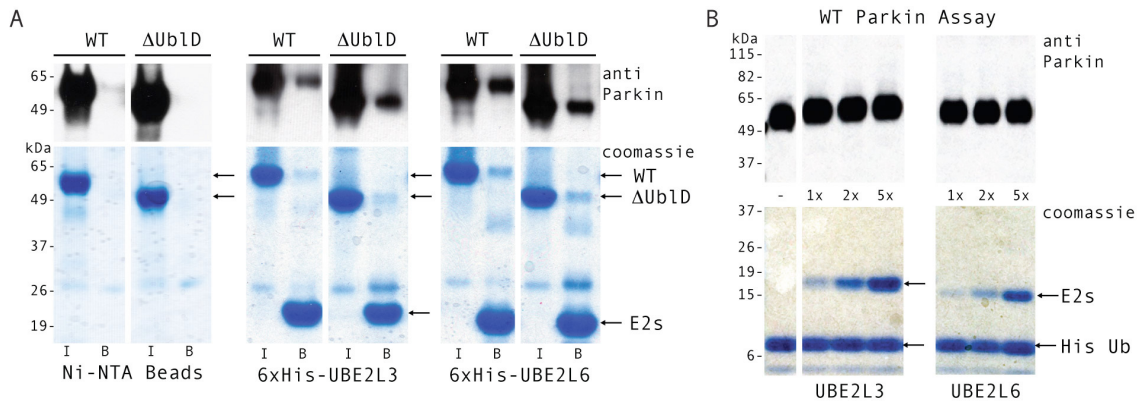 A
WT ΔUblD WT ΔUblD WT ΔUblD
65-
49-
anti
Parkin
kDa
65-
49-
37-
26-
19-
coomassie
WT
ΔUblD
E2s
I B I B I B I B I B I B
Ni-NTA Beads 6xHis-UBE2L3 6xHis-UBE2L6
B
WT Parkin Assay
kDa
115-
82-
65-
49-
37-
anti
Parkin
- 1x 2x 5x 1x 2x 5x
37-
26-
19-
15-
6-
coomassie
E2s
His Ub
UBE2L3 UBE2L6